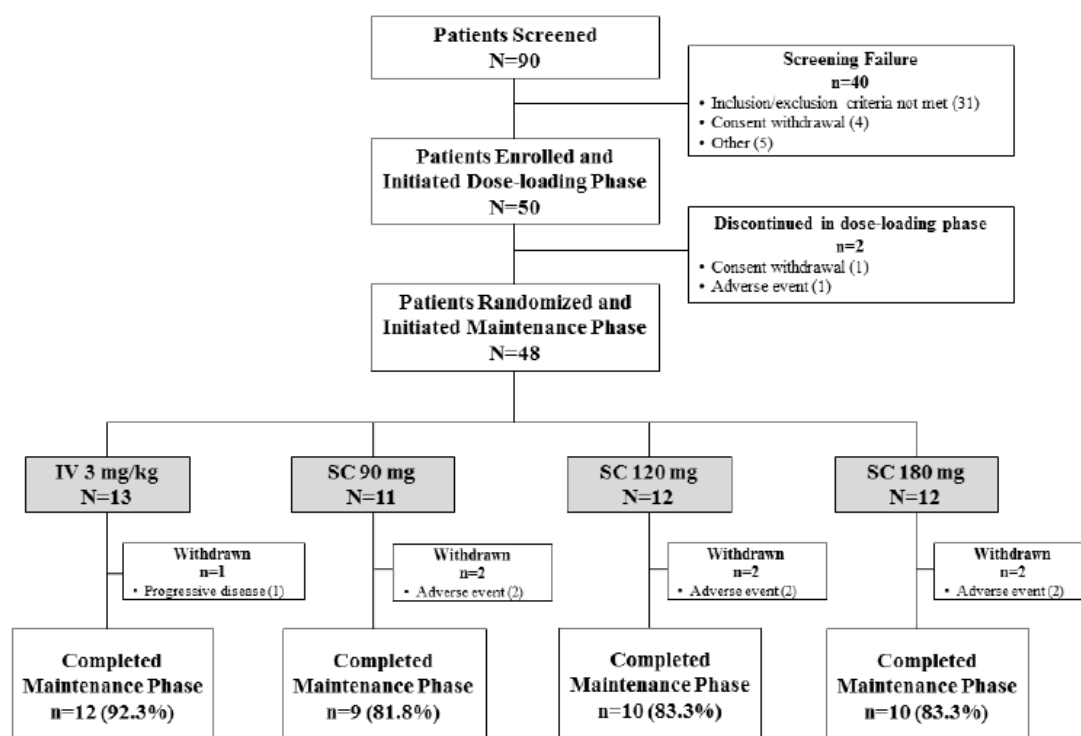 Patients Screened
N=90
Screening Failure
n=40
• Inclusion/exclusion criteria not met (31)
• Consent withdrawal (4)
• Other (5)
Patients Enrolled and
Initiated Dose-loading Phase
N=50
Discontinued in dose-loading phase
n=2
• Consent withdrawal (1)
• Adverse event (1)
Patients Randomized and
Initiated Maintenance Phase
N=48
IV 3 mg/kg
N=13
SC 90 mg
N=11
SC 120 mg
N=12
SC 180 mg
N=12
Withdrawn
n=1
• Progressive disease (1)
Withdrawn
n=2
• Adverse event (2)
Withdrawn
n=2
• Adverse event (2)
Withdrawn
n=2
• Adverse event (2)
Completed
Maintenance Phase
n=12 (92.3%)
Completed
Maintenance Phase
n=9 (81.8%)
Completed
Maintenance Phase
n=10 (83.3%)
Completed
Maintenance Phase
n=10 (83.3%)